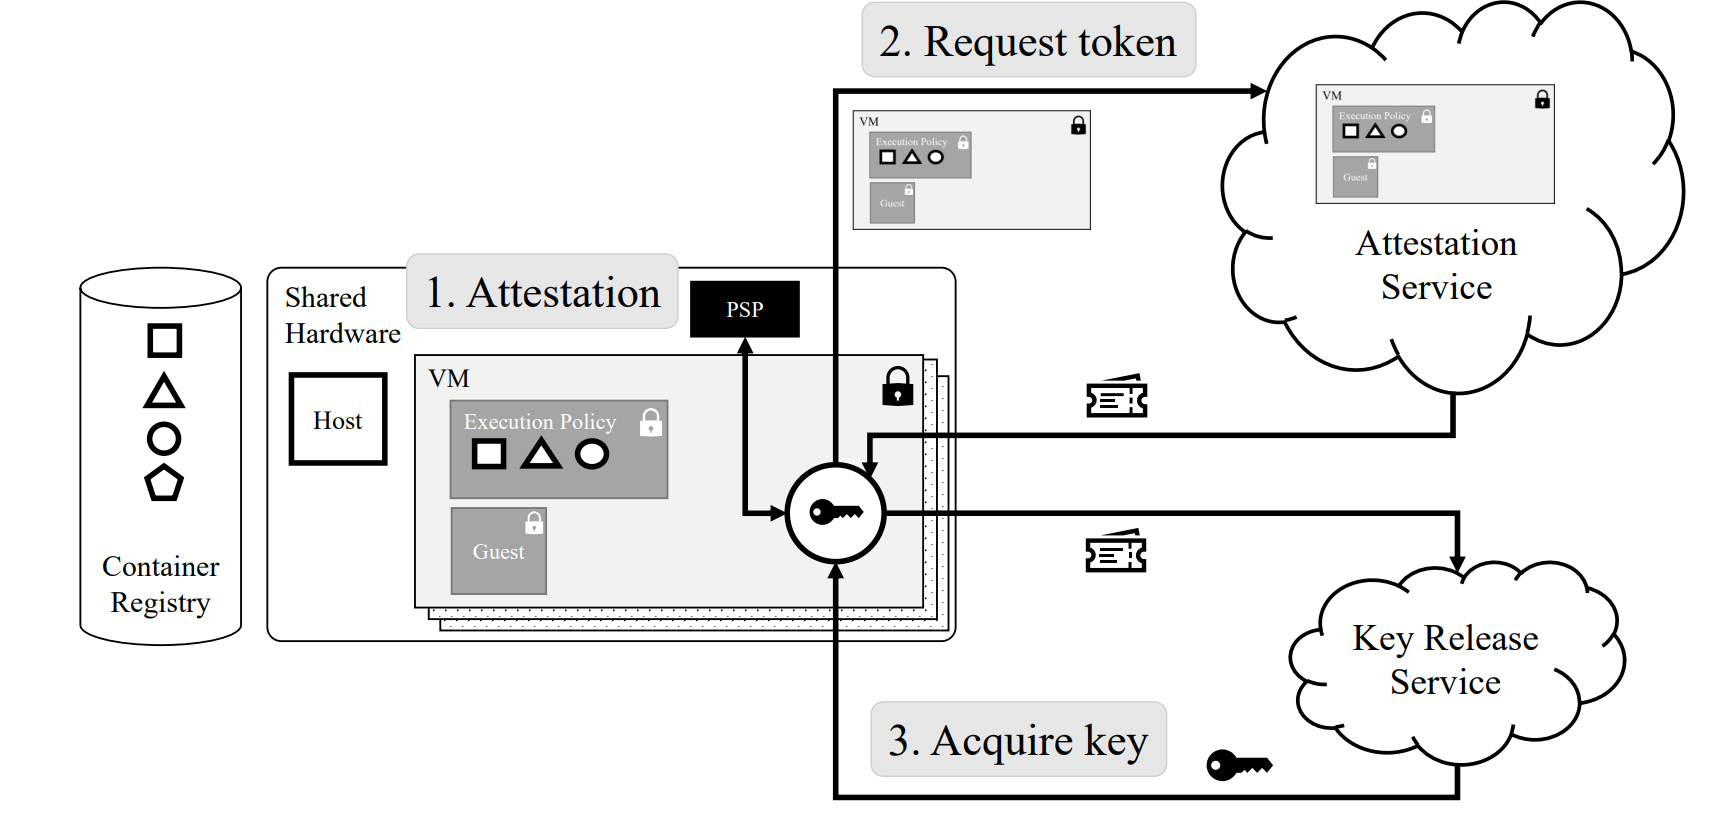 2. Request token
VM
Execution Policy
Guest
VM
Execution Policy
Guest
Attestation
Service
1. Attestation
Shared
Hardware
PSP
Host
VM
Execution Policy
Guest
Container
Registry
Key Release
Service
3. Acquire key